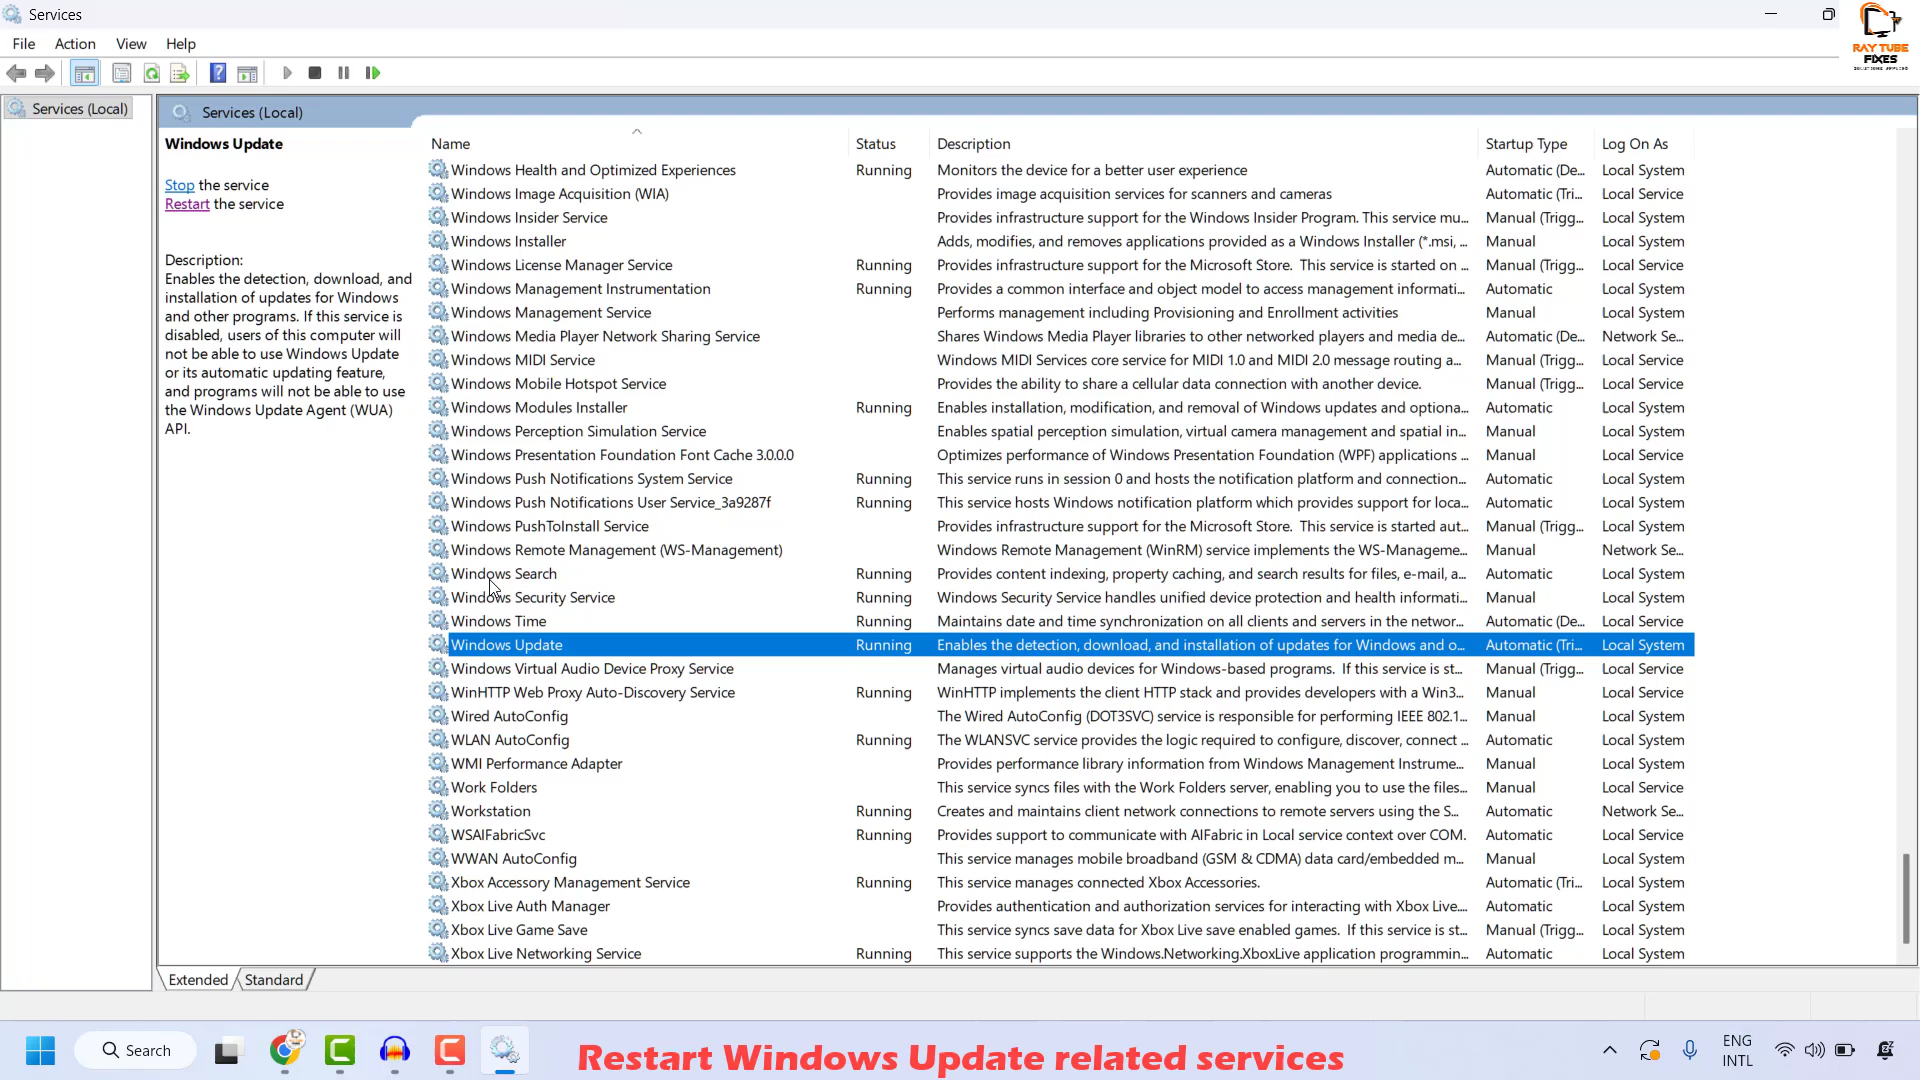 Services
RAY TUBE
FIXES
File Action View Help
Services (Local)
Services (Local)
Windows Update
Stop the service
Restart the service
Description:
Enables the detection, download, and
installation of updates for Windows
and other programs. If this service is
disabled, users of this computer will
not be able to use Windows Update
or its automatic updating feature,
and programs will not be able to use
the Windows Update Agent (WUA)
API.
Name Status Description Startup Type Log On As
Windows Health and Optimized Experiences Running Monitors the device for a better user experience Automatic (De... Local System
Windows Image Acquisition (WIA) Provides image acquisition services for scanners and cameras Automatic (Tri... Local Service
Windows Insider Service Provides infrastructure support for the Windows Insider Program. This service mu... Manual (Trigg... Local System
Windows Installer Adds, modifies, and removes applications provided as a Windows Installer (*.msi, ... Manual Local System
Windows License Manager Service Running Provides infrastructure support for the Microsoft Store. This service is started on ... Manual (Trigg... Local Service
Windows Management Instrumentation Running Provides a common interface and object model to access management informati... Automatic Local System
Windows Management Service Performs management including Provisioning and Enrollment activities Manual Local System
Windows Media Player Network Sharing Service Shares Windows Media Player libraries to other networked players and media de... Automatic (De... Network Se...
Windows MIDI Service Windows MIDI Services core service for MIDI 1.0 and MIDI 2.0 message routing a... Manual (Trigg... Local Service
Windows Mobile Hotspot Service Provides the ability to share a cellular data connection with another device. Manual (Trigg... Local Service
Windows Modules Installer Running Enables installation, modification, and removal of Windows updates and optiona... Automatic Local System
Windows Perception Simulation Service Enables spatial perception simulation, virtual camera management and spatial in... Manual Local System
Windows Presentation Foundation Font Cache 3.0.0.0 Optimizes performance of Windows Presentation Foundation (WPF) applications ... Manual Local Service
Windows Push Notifications System Service Running This service runs in session 0 and hosts the notification platform and connection... Automatic Local System
Windows Push Notifications User Service_3a9287f Running This service hosts Windows notification platform which provides support for loca... Automatic Local System
Windows PushToInstall Service Provides infrastructure support for the Microsoft Store. This service is started aut... Manual (Trigg... Local System
Windows Remote Management (WS-Management) Windows Remote Management (WinRM) service implements the WS-Manageme... Manual Network Se...
Windows Search Running Provides content indexing, property caching, and search results for files, e-mail, a... Automatic Local System
Windows Security Service Running Windows Security Service handles unified device protection and health informati... Manual Local System
Windows Time Running Maintains date and time synchronization on all clients and servers in the networ... Automatic (De... Local Service
Windows Update Running Enables the detection, download, and installation of updates for Windows and o... Automatic (Tri... Local System
Windows Virtual Audio Device Proxy Service Manages virtual audio devices for Windows-based programs. If this service is st... Manual (Trigg... Local Service
WinHTTP Web Proxy Auto-Discovery Service Running WinHTTP implements the client HTTP stack and provides developers with a Win3... Manual Local Service
Wired AutoConfig The Wired AutoConfig (DOT3SVC) service is responsible for performing IEEE 802.1... Manual Local System
WLAN AutoConfig Running The WLANSVC service provides the logic required to configure, discover, connect ... Automatic Local System
WMI Performance Adapter Provides performance library information from Windows Management Instrume... Manual Local System
Work Folders This service syncs files with the Work Folders server, enabling you to use the files... Manual Local Service
Workstation Running Creates and maintains client network connections to remote servers using the S... Automatic Network Se...
WSAIFabricSvc Running Provides support to communicate with AIFabric in Local service context over COM. Automatic Local Service
WWAN AutoConfig This service manages mobile broadband (GSM & CDMA) data card/embedded m... Manual Local System
Xbox Accessory Management Service Running This service manages connected Xbox Accessories. Automatic (Tri... Local System
Xbox Live Auth Manager Provides authentication and authorization services for interacting with Xbox Live.... Automatic Local System
Xbox Live Game Save This service syncs save data for Xbox Live save enabled games. If this service is st... Manual (Trigg... Local System
Xbox Live Networking Service Running This service supports the Windows.Networking.XboxLive application programmin... Automatic Local System
Extended Standard
Search
Restart Windows Update related services
ENG
INTL